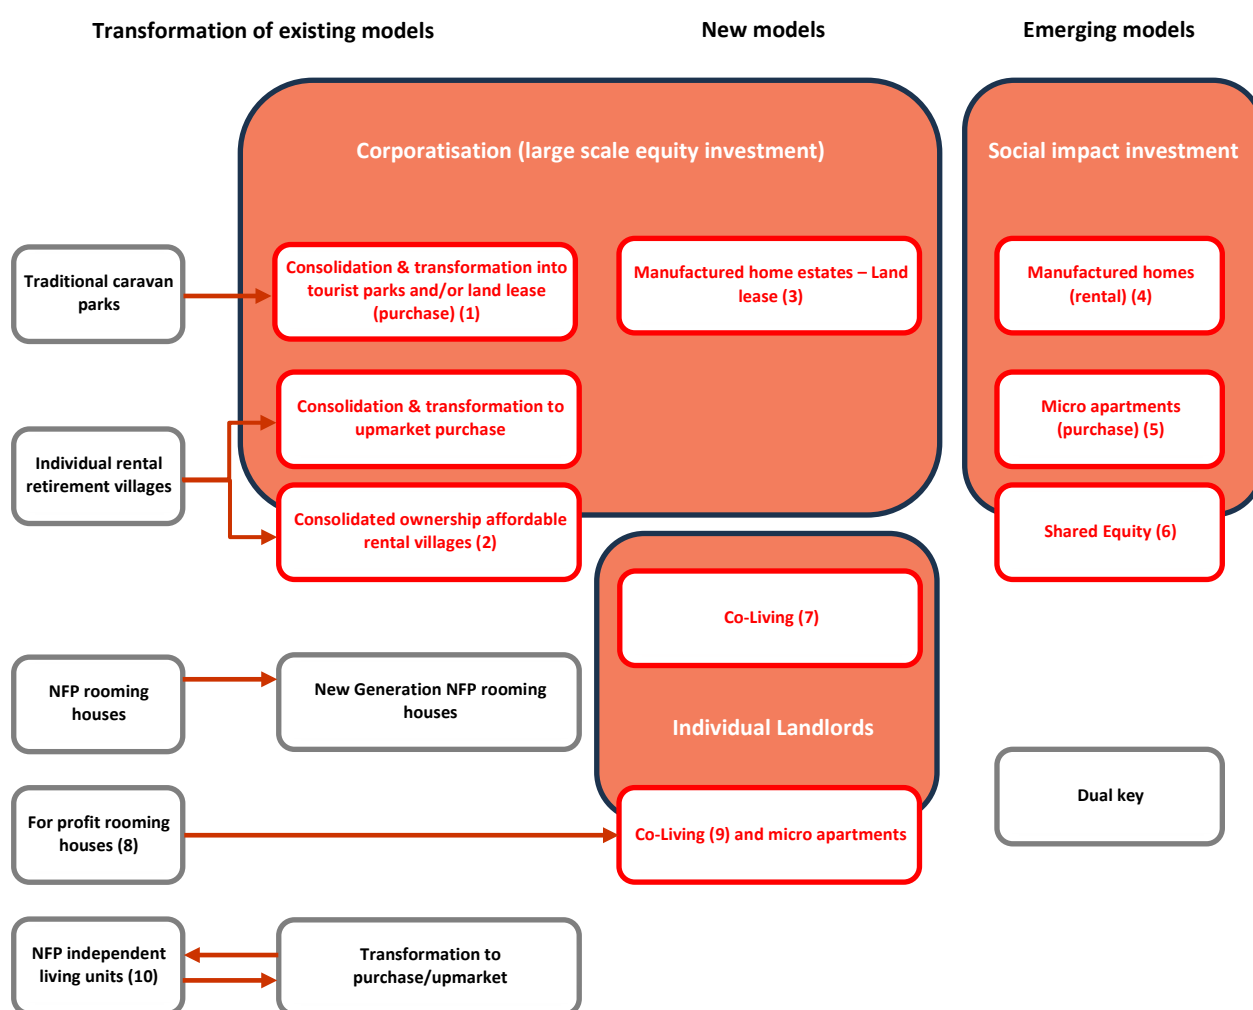 Transformation of existing models
New models
Emerging models
Corporatisation (large scale equity investment)
Social impact investment
Traditional caravan
parks
Consolidation & transformation into
tourist parks and/or land lease
(purchase) (1)
Manufactured home estates – Land
lease (3)
Manufactured homes
(rental) (4)
Individual rental
retirement villages
Consolidation & transformation to
upmarket purchase
Micro apartments
(purchase) (5)
Consolidated ownership affordable
rental villages (2)
Shared Equity (6)
Co-Living (7)
NFP rooming
houses
New Generation NFP rooming
houses
Individual Landlords
Dual key
For profit rooming
houses (8)
Co-Living (9) and micro apartments
NFP independent
living units (10)
Transformation to
purchase/upmarket